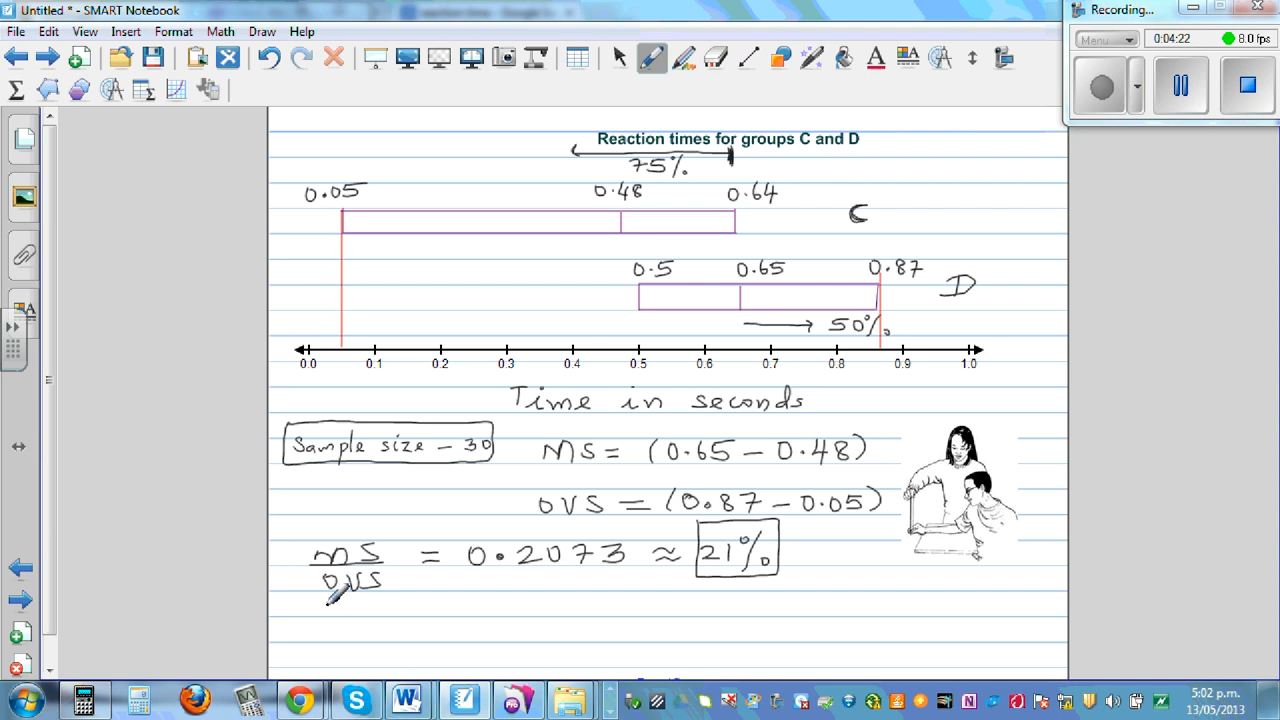 Untitled * - SMART Notebook
Recording...
File Edit View Insert Format Math Draw Help
Menu
0:04:22
8.0 fps
Reaction times for groups C and D
75%
0.05 0.48 0.64
C
0.5 0.65 0.87
D
50%
0.0 0.1 0.2 0.3 0.4 0.5 0.6 0.7 0.8 0.9 1.0
Time in seconds
Sample size - 30
MS = (0.65 - 0.48)
OVS = (0.87 - 0.05)
MS = 0.2073 ≈ 21%
OVS
5:02 p.m.
13/05/2013